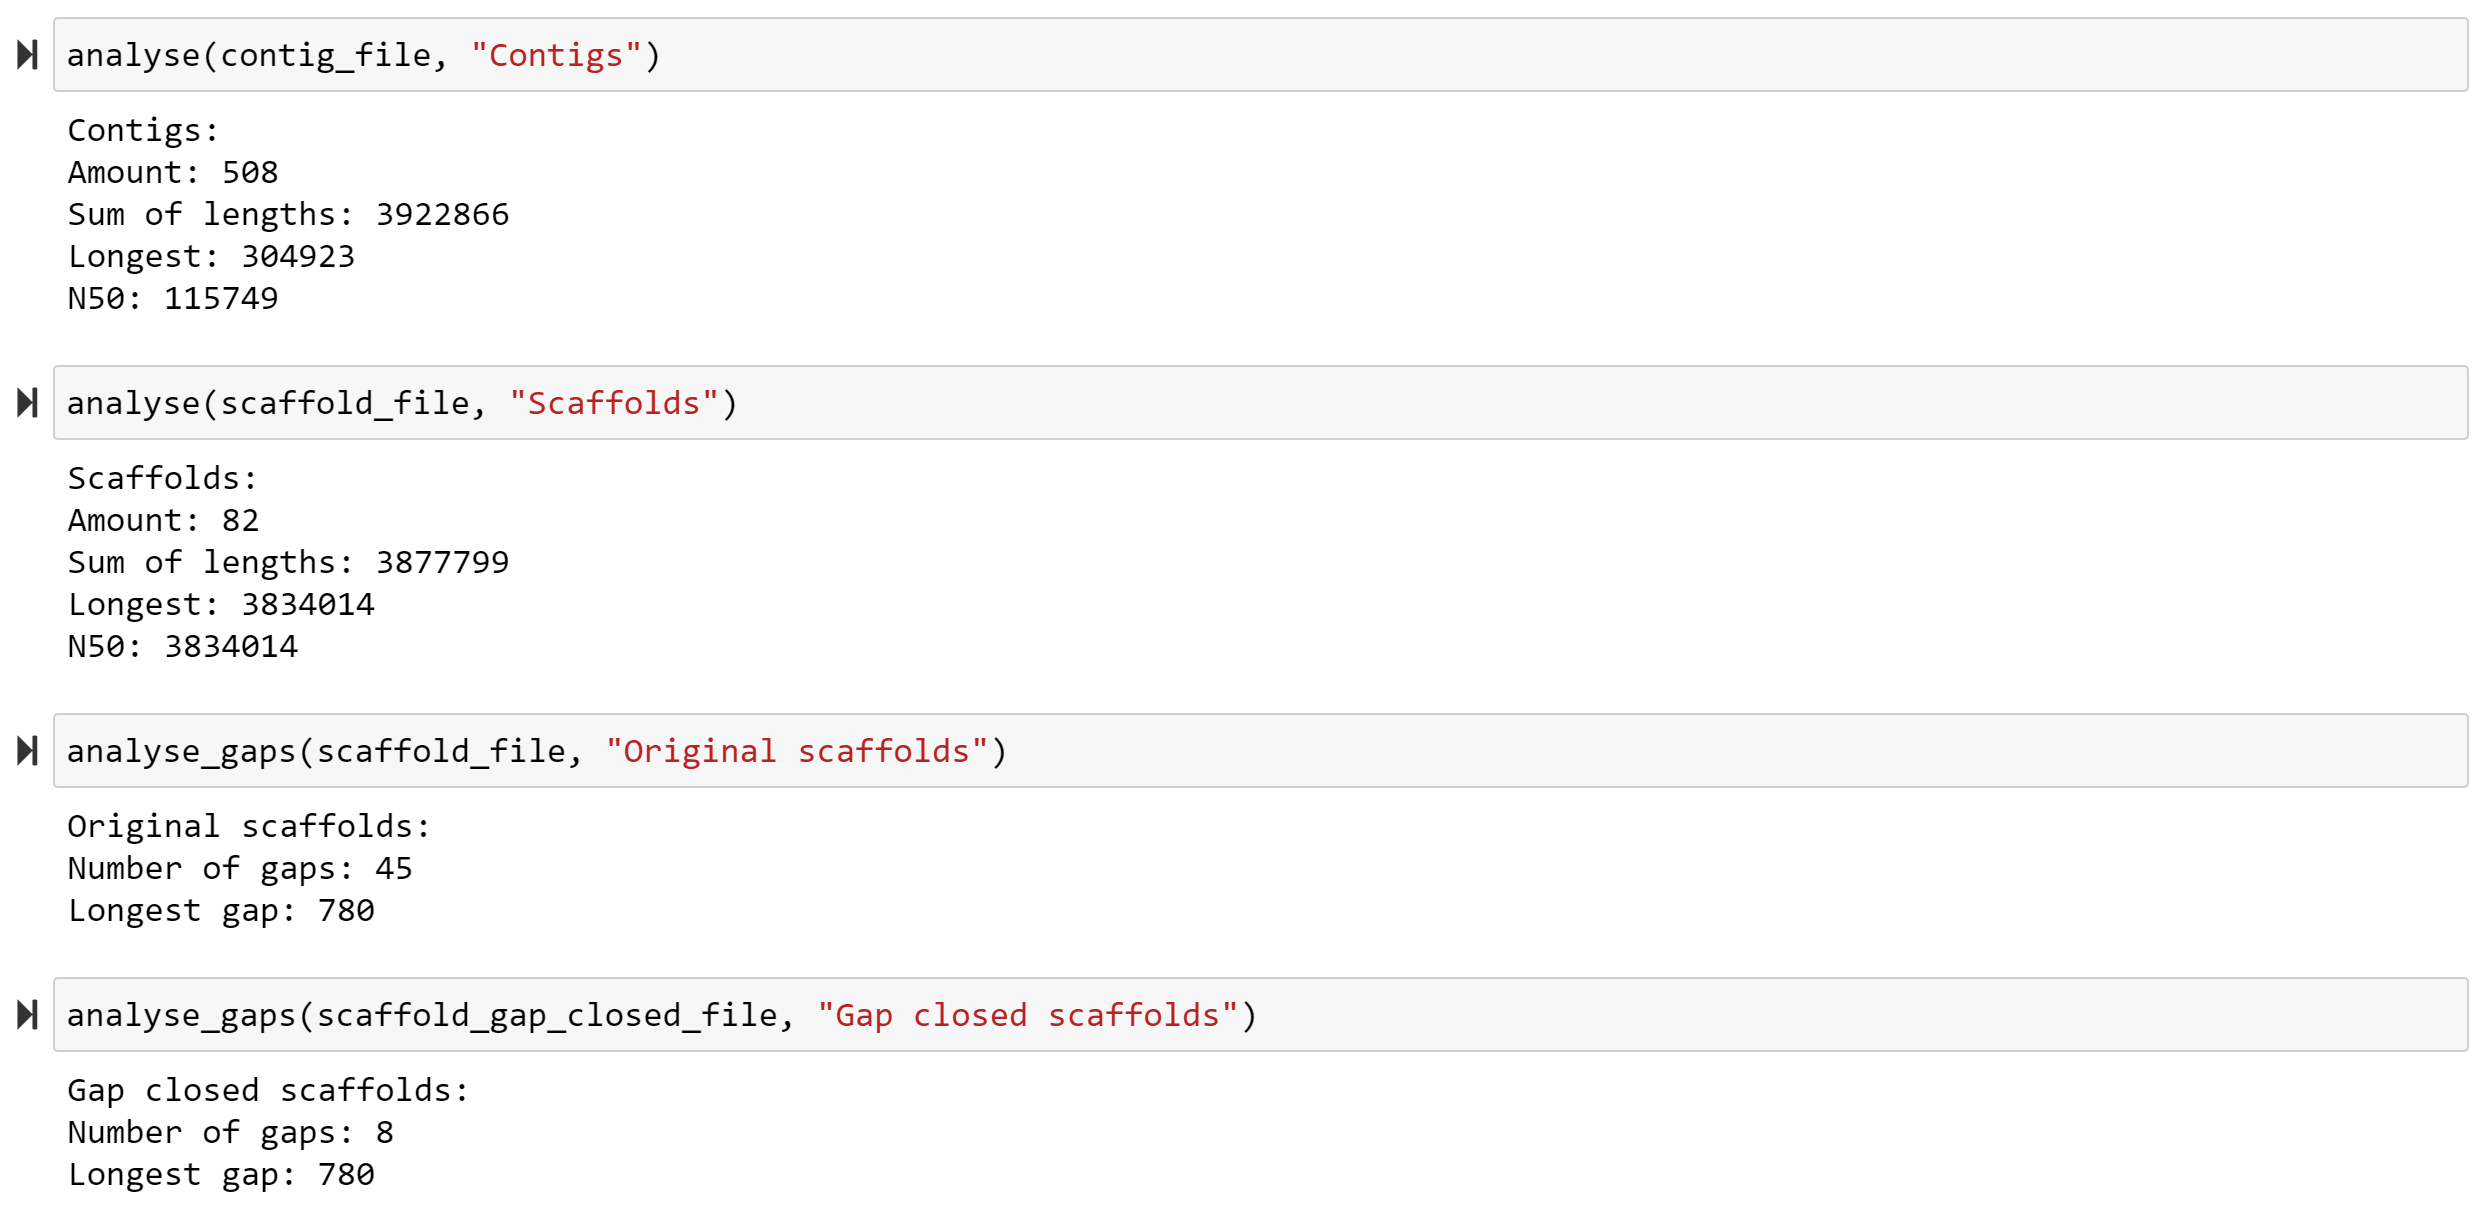 analyse(contig_file, "Contigs")
Contigs:
Amount: 508
Sum of lengths: 3922866
Longest: 304923
N50: 115749
analyse(scaffold_file, "Scaffolds")
Scaffolds:
Amount: 82
Sum of lengths: 3877799
Longest: 3834014
N50: 3834014
analyse_gaps(scaffold_file, "Original scaffolds")
Original scaffolds:
Number of gaps: 45
Longest gap: 780
analyse_gaps(scaffold_gap_closed_file, "Gap closed scaffolds")
Gap closed scaffolds:
Number of gaps: 8
Longest gap: 780